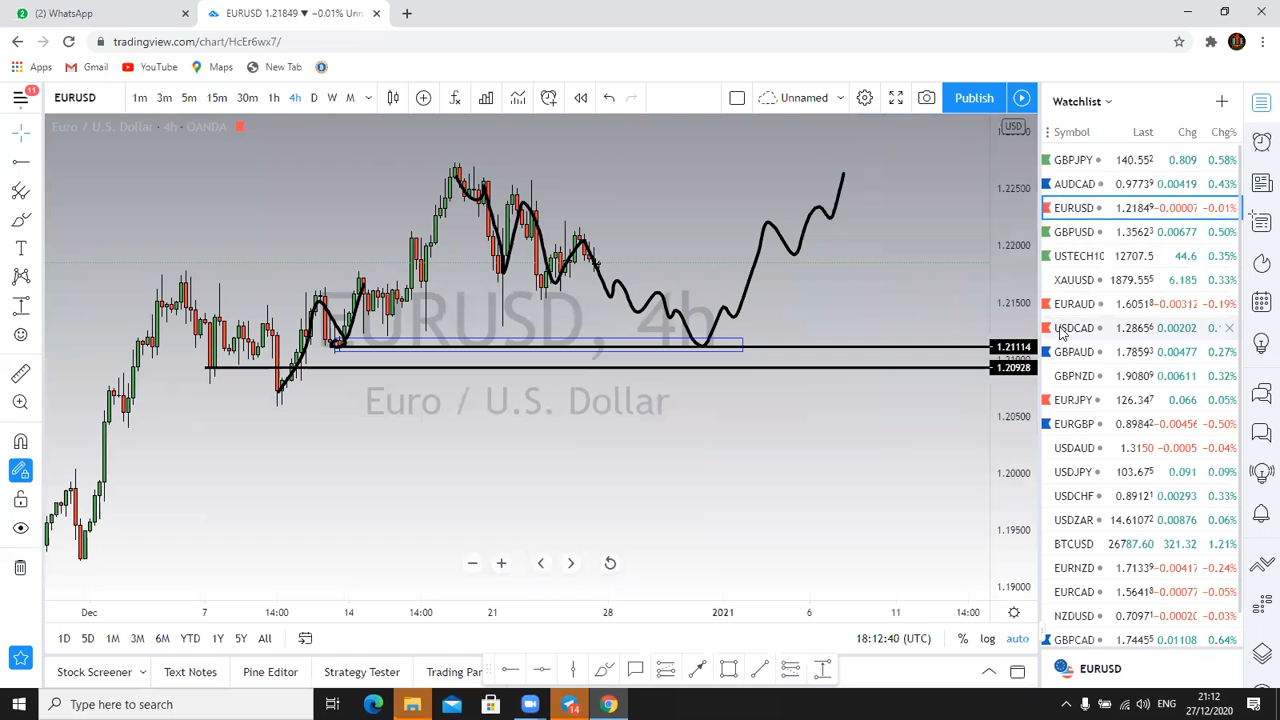 (2) WhatsApp
EURUSD 1.21849 ▼ −0.01% Unn
tradingview.com/chart/HcEr6wx7/
Apps
Gmail
YouTube
Maps
New Tab
11
EURUSD
1m 3m 5m 15m 30m 1h 4h D W M
Unnamed
Publish
Watchlist
Symbol Last Chg Chg%
Euro / U.S. Dollar · 4h · OANDA
USD
1.22500
1.22000
1.21500
1.21114
1.20928
1.20500
1.20000
1.19500
1.19000
EURUSD, 4h
Euro / U.S. Dollar
GBPJPY 140.552 0.809 0.58%
AUDCAD 0.97739 0.00419 0.43%
EURUSD 1.21849 −0.00007 −0.01%
GBPUSD 1.35623 0.00677 0.50%
USTECH10 12707.5 44.6 0.35%
XAUUSD 1879.555 6.185 0.33%
EURAUD 1.60518 −0.00312 −0.19%
USDCAD 1.28656 0.00202 0.
GBPAUD 1.78593 0.00477 0.27%
GBPNZD 1.90809 0.00611 0.32%
EURJPY 126.347 0.066 0.05%
EURGBP 0.89842 −0.00456 −0.50%
USDAUD 1.3150 −0.0005 −0.04%
USDJPY 103.675 0.091 0.09%
USDCHF 0.89121 0.00293 0.33%
USDZAR 14.61072 0.00876 0.06%
BTCUSD 26787.60 321.32 1.21%
EURNZD 1.71339 −0.00417 −0.24%
EURCAD 1.56418 −0.00077 −0.05%
NZDUSD 0.70971 −0.00020 −0.03%
GBPCAD 1.74455 0.01108 0.64%
Dec 7 14:00 14 14:00 21 28 2021 6 11 14:00
1D 5D 1M 3M 6M YTD 1Y 5Y All
18:12:40 (UTC) % log auto
Stock Screener
Text Notes
Pine Editor
Strategy Tester
Trading Pan
EURUSD
Type here to search
14
ENG
21:12
27/12/2020